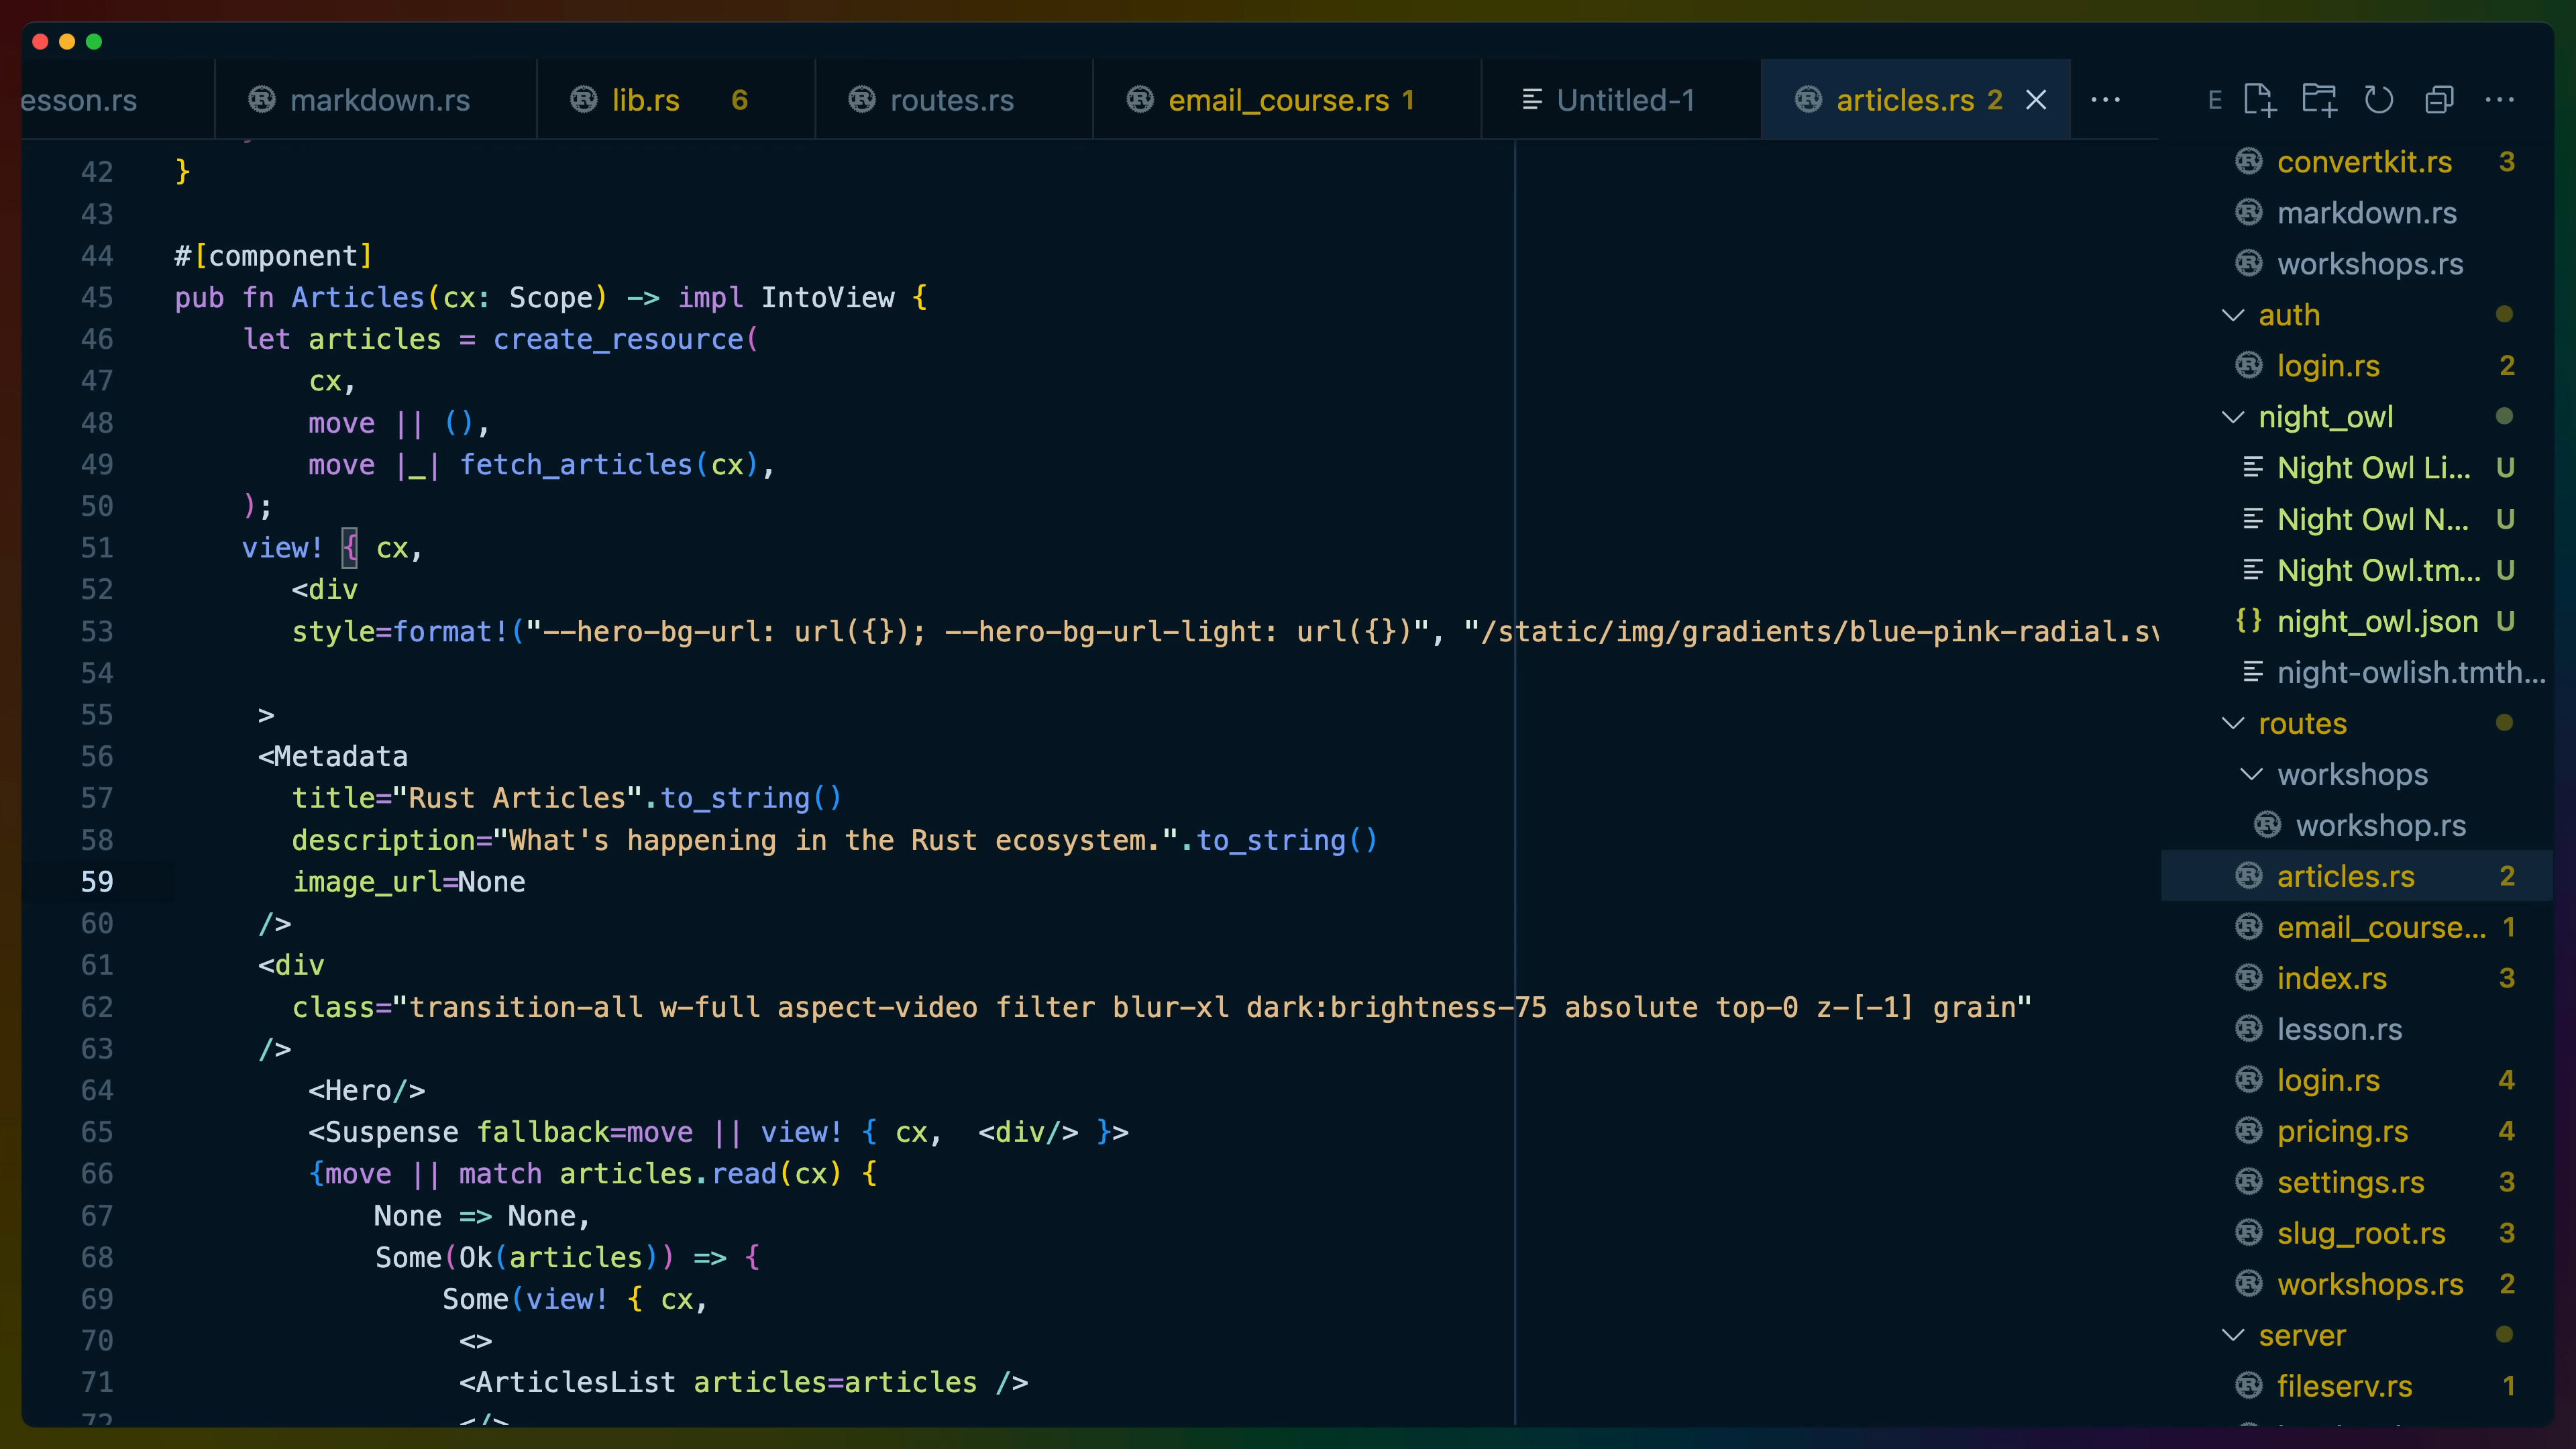 esson.rs
markdown.rs
lib.rs 6
routes.rs
email_course.rs 1
Untitled-1
articles.rs 2
E
42 }
43
44 #[component]
45 pub fn Articles(cx: Scope) -> impl IntoView {
46 let articles = create_resource(
47 cx,
48 move || (),
49 move |_| fetch_articles(cx),
50 );
51 view! { cx,
52 <div
53 style=format!("--hero-bg-url: url({}); --hero-bg-url-light: url({})", "/static/img/gradients/blue-pink-radial.sv
54
55 >
56 <Metadata
57 title="Rust Articles".to_string()
58 description="What's happening in the Rust ecosystem.".to_string()
59 image_url=None
60 />
61 <div
62 class="transition-all w-full aspect-video filter blur-xl dark:brightness-75 absolute top-0 z-[-1] grain"
63 />
64 <Hero/>
65 <Suspense fallback=move || view! { cx,  <div/> }>
66 {move || match articles.read(cx) {
67 None => None,
68 Some(Ok(articles)) => {
69 Some(view! { cx,
70 <>
71 <ArticlesList articles=articles />
72 </>
convertkit.rs 3
markdown.rs
workshops.rs
auth
login.rs 2
night_owl
Night Owl Li... U
Night Owl N... U
Night Owl.tm... U
night_owl.json U
night-owlish.tmth...
routes
workshops
workshop.rs
articles.rs 2
email_course... 1
index.rs 3
lesson.rs
login.rs 4
pricing.rs 4
settings.rs 3
slug_root.rs 3
workshops.rs 2
server
fileserv.rs 1